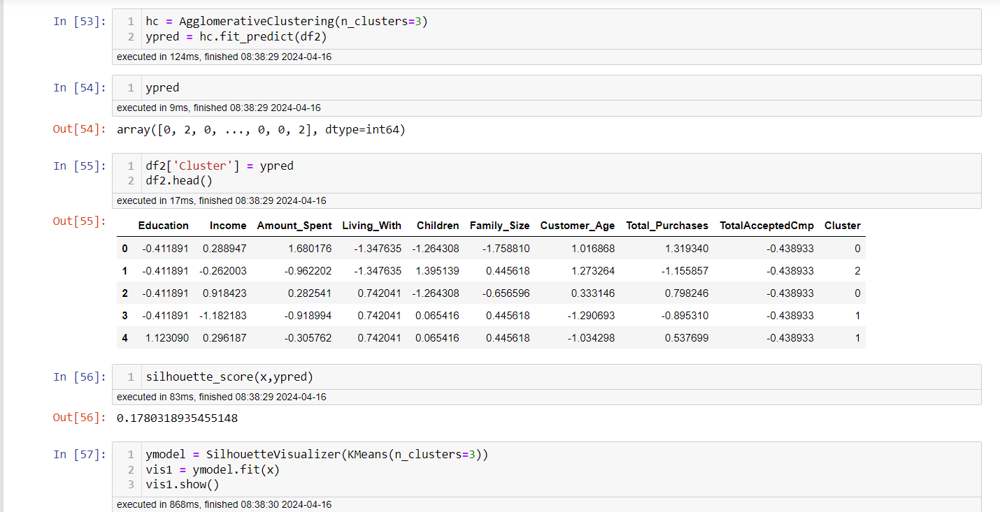 In [53]:
1 hc = AgglomerativeClustering(n_clusters=3)
2 ypred = hc.fit_predict(df2)
executed in 124ms, finished 08:38:29 2024-04-16
In [54]:
1 ypred
executed in 9ms, finished 08:38:29 2024-04-16
Out[54]: array([0, 2, 0, ..., 0, 0, 2], dtype=int64)
In [55]:
1 df2['Cluster'] = ypred
2 df2.head()
executed in 17ms, finished 08:38:29 2024-04-16
Out[55]:
Education Income Amount_Spent Living_With Children Family_Size Customer_Age Total_Purchases TotalAcceptedCmp Cluster
0 -0.411891 0.288947 1.680176 -1.347635 -1.264308 -1.758810 1.016868 1.319340 -0.438933 0
1 -0.411891 -0.262003 -0.962202 -1.347635 1.395139 0.445618 1.273264 -1.155857 -0.438933 2
2 -0.411891 0.918423 0.282541 0.742041 -1.264308 -0.656596 0.333146 0.798246 -0.438933 0
3 -0.411891 -1.182183 -0.918994 0.742041 0.065416 0.445618 -1.290693 -0.895310 -0.438933 1
4 1.123090 0.296187 -0.305762 0.742041 0.065416 0.445618 -1.034298 0.537699 -0.438933 1
In [56]:
1 silhouette_score(x,ypred)
executed in 83ms, finished 08:38:29 2024-04-16
Out[56]: 0.1780318935455148
In [57]:
1 ymodel = SilhouetteVisualizer(KMeans(n_clusters=3))
2 vis1 = ymodel.fit(x)
3 vis1.show()
executed in 868ms, finished 08:38:30 2024-04-16